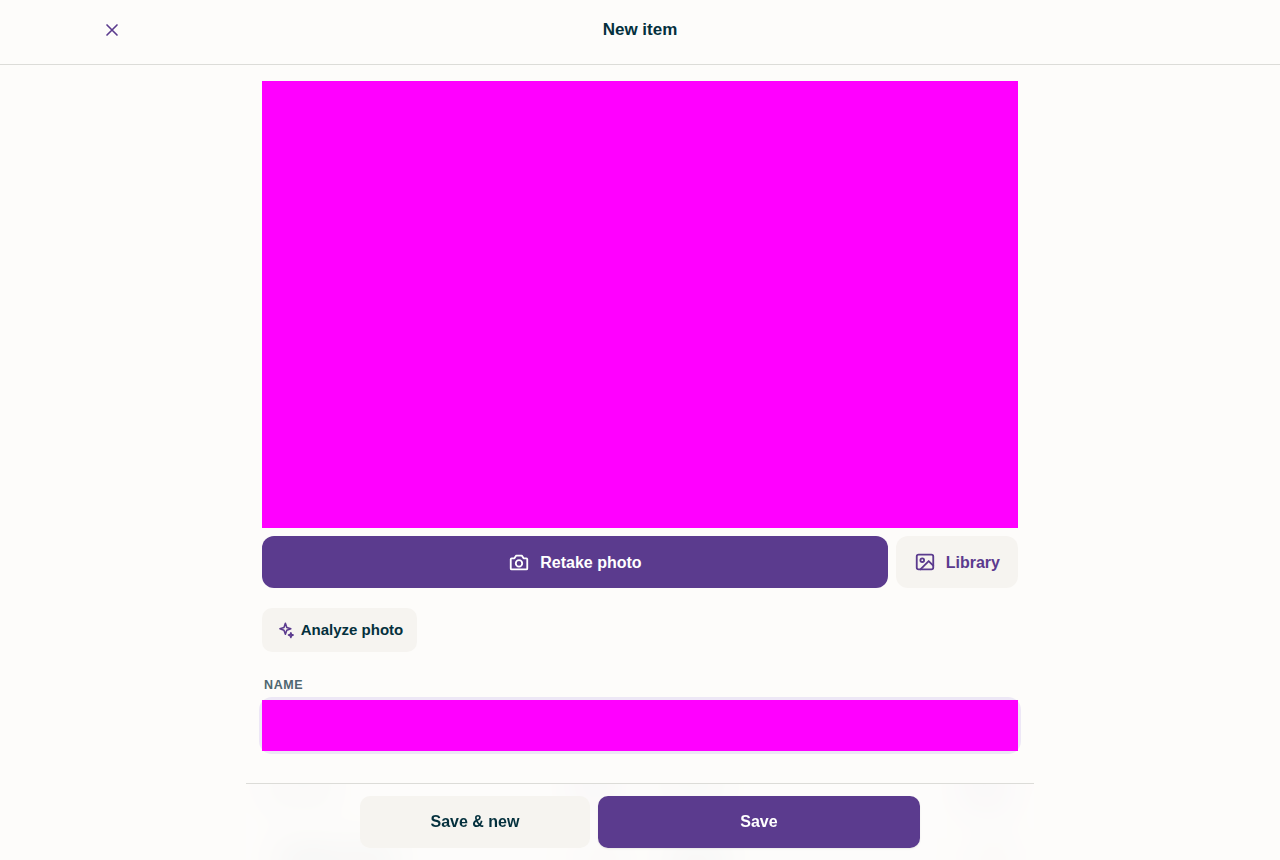 New item
Retake photo
Library
Analyze photo
NAME
Save & new
Save